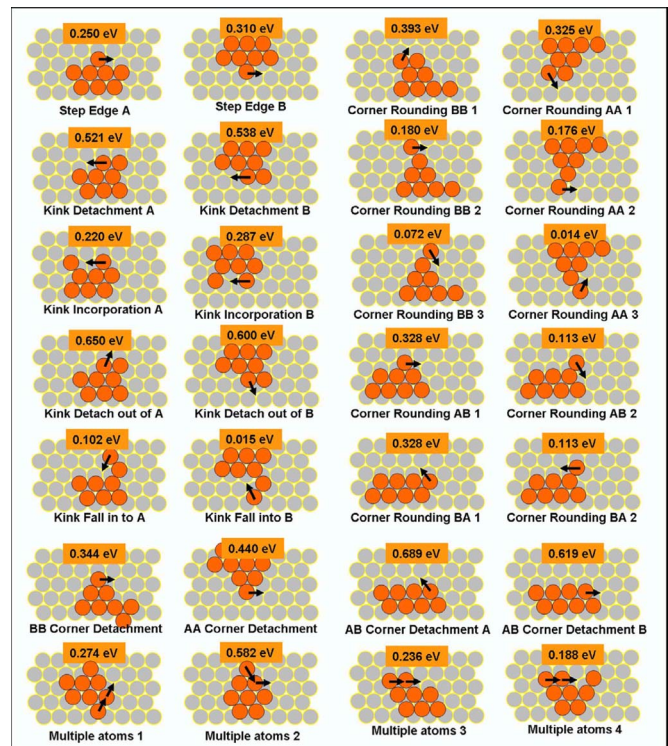 0.250 eV
0.310 eV
0.393 eV
0.325 eV
Step Edge A
Step Edge B
Corner Rounding BB 1
Corner Rounding AA 1
0.521 eV
0.538 eV
0.180 eV
0.176 eV
Kink Detachment A
Kink Detachment B
Corner Rounding BB 2
Corner Rounding AA 2
0.220 eV
0.287 eV
0.072 eV
0.014 eV
Kink Incorporation A
Kink Incorporation B
Corner Rounding BB 3
Corner Rounding AA 3
0.650 eV
0.600 eV
0.328 eV
0.113 eV
Kink Detach out of A
Kink Detach out of B
Corner Rounding AB 1
Corner Rounding AB 2
0.102 eV
0.015 eV
0.328 eV
0.113 eV
Kink Fall in to A
Kink Fall into B
Corner Rounding BA 1
Corner Rounding BA 2
0.344 eV
0.440 eV
0.689 eV
0.619 eV
BB Corner Detachment
AA Corner Detachment
AB Corner Detachment A
AB Corner Detachment B
0.274 eV
0.582 eV
0.236 eV
0.188 eV
Multiple atoms 1
Multiple atoms 2
Multiple atoms 3
Multiple atoms 4